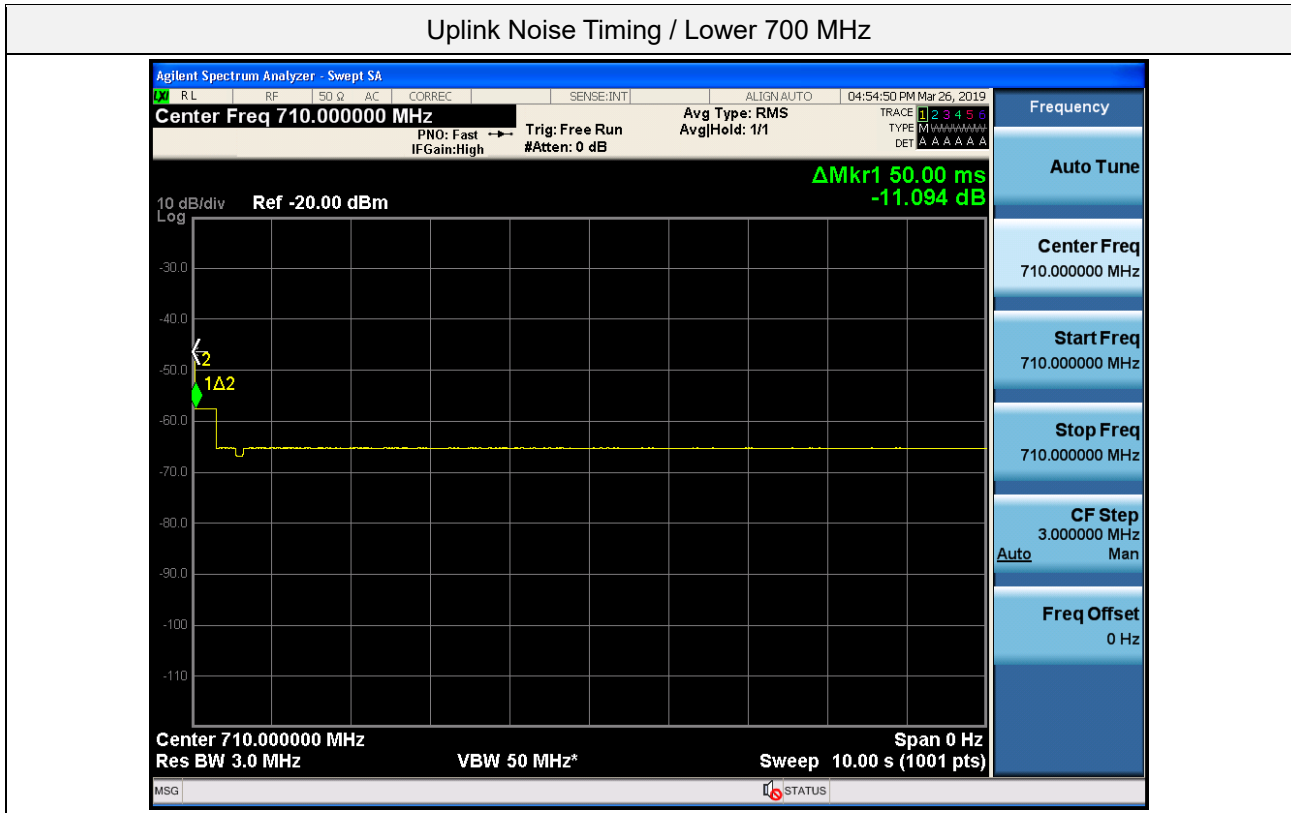 Uplink Noise Timing / Lower 700 MHz
Agilent Spectrum Analyzer - Swept SA
LXI RL RF 50 Ω AC CORREC SENSE:INT ALIGN AUTO 04:54:50 PM Mar 26, 2019
Center Freq 710.000000 MHz
PNO: Fast
IFGain:High
Trig: Free Run
#Atten: 0 dB
Avg Type: RMS
Avg|Hold: 1/1
TRACE 1 2 3 4 5 6
TYPE M WWWWW
DET A A A A A A
ΔMkr1 50.00 ms
-11.094 dB
10 dB/div Ref -20.00 dBm
Log
-30.0
-40.0
-50.0
-60.0
-70.0
-80.0
-90.0
-100
-110
2
1Δ2
Center 710.000000 MHz Span 0 Hz
Res BW 3.0 MHz VBW 50 MHz* Sweep 10.00 s (1001 pts)
MSG STATUS
Frequency
Auto Tune
Center Freq
710.000000 MHz
Start Freq
710.000000 MHz
Stop Freq
710.000000 MHz
CF Step
3.000000 MHz
Auto Man
Freq Offset
0 Hz